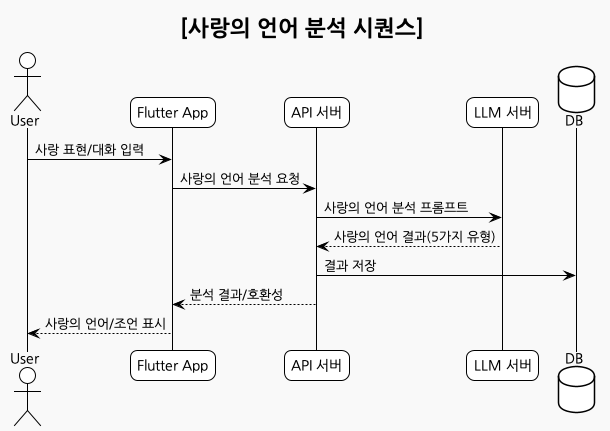 [사랑의 언어 분석 시퀀스]
User
Flutter App
API 서버
LLM 서버
DB
사랑 표현/대화 입력
사랑의 언어 분석 요청
사랑의 언어 분석 프롬프트
사랑의 언어 결과(5가지 유형)
결과 저장
분석 결과/호환성
사랑의 언어/조언 표시
User
Flutter App
API 서버
LLM 서버
DB